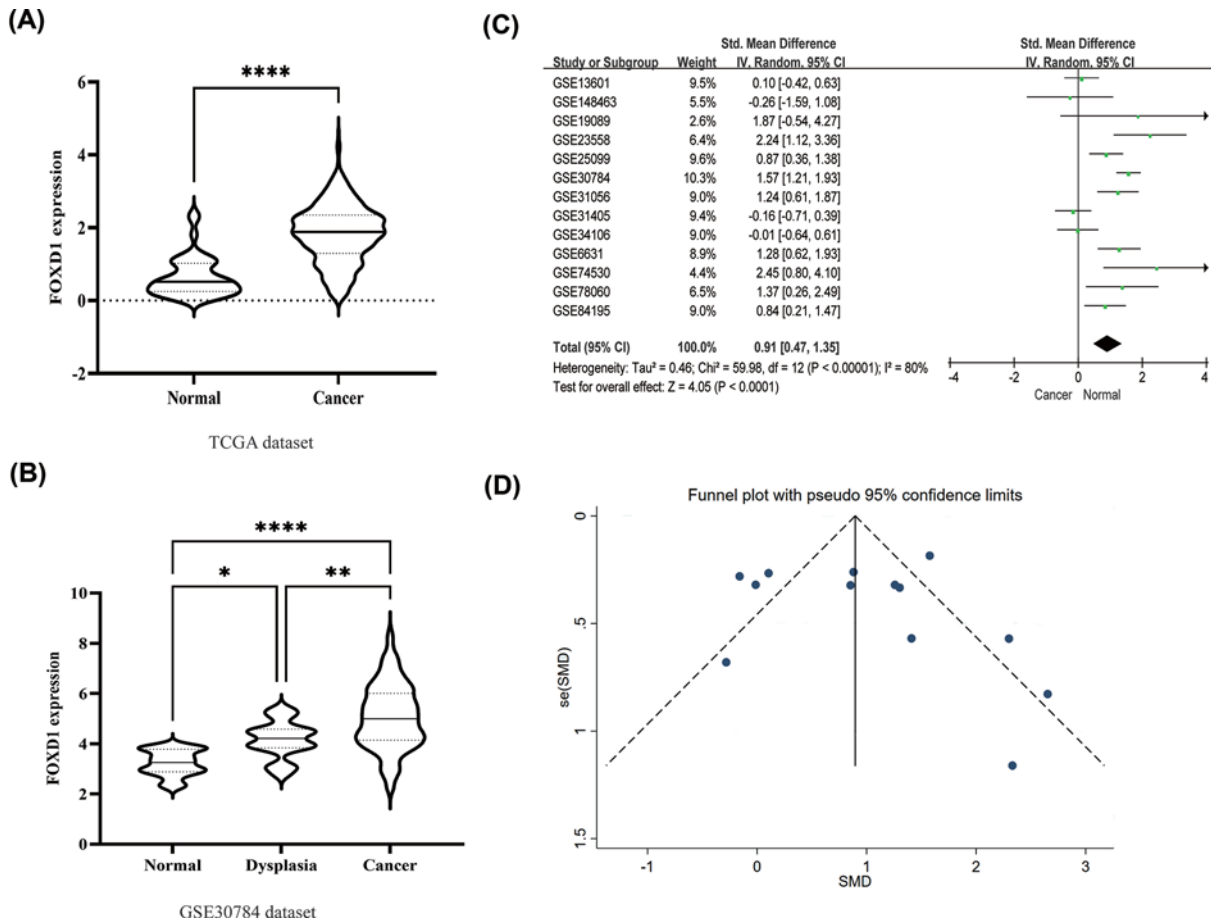 (A)
6
4
2
0
-2
FOXD1 expression
****
Normal Cancer
TCGA dataset
(B)
10
8
6
4
2
0
FOXD1 expression
****
* **
Normal Dysplasia Cancer
GSE30784 dataset
(C)
Std. Mean Difference Std. Mean Difference
Study or Subgroup Weight IV. Random. 95% CI IV. Random. 95% CI
GSE13601 9.5% 0.10 [-0.42, 0.63]
GSE148463 5.5% -0.26 [-1.59, 1.08]
GSE19089 2.6% 1.87 [-0.54, 4.27]
GSE23558 6.4% 2.24 [1.12, 3.36]
GSE25099 9.6% 0.87 [0.36, 1.38]
GSE30784 10.3% 1.57 [1.21, 1.93]
GSE31056 9.0% 1.24 [0.61, 1.87]
GSE31405 9.4% -0.16 [-0.71, 0.39]
GSE34106 9.0% -0.01 [-0.64, 0.61]
GSE6631 8.9% 1.28 [0.62, 1.93]
GSE74530 4.4% 2.45 [0.80, 4.10]
GSE78060 6.5% 1.37 [0.26, 2.49]
GSE84195 9.0% 0.84 [0.21, 1.47]
Total (95% CI) 100.0% 0.91 [0.47, 1.35]
Heterogeneity: Tau² = 0.46; Chi² = 59.98, df = 12 (P < 0.00001); I² = 80%
Test for overall effect: Z = 4.05 (P < 0.0001)
-4 -2 0 2 4
Cancer Normal
(D)
Funnel plot with pseudo 95% confidence limits
0
.5
1
1.5
se(SMD)
-1 0 1 2 3
SMD